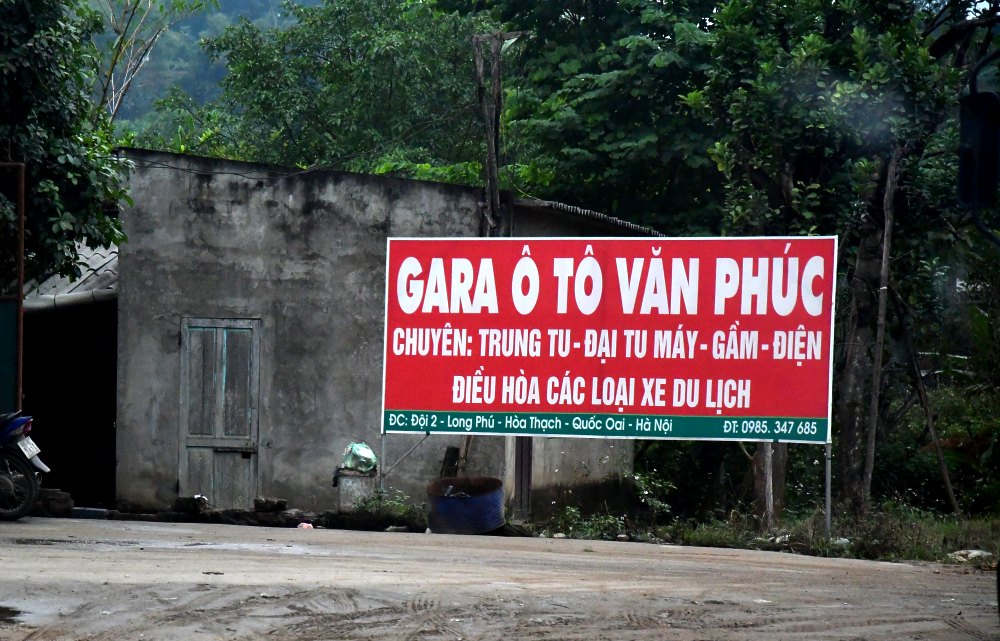 GARA Ô TÔ VĂN PHÚC
CHUYÊN: TRUNG TU - ĐẠI TU MÁY - GẦM - ĐIỆN
ĐIỀU HÒA CÁC LOẠI XE DU LỊCH
ĐC: Đội 2 - Long Phú - Hòa Thạch - Quốc Oai - Hà Nội ĐT: 0985. 347 685